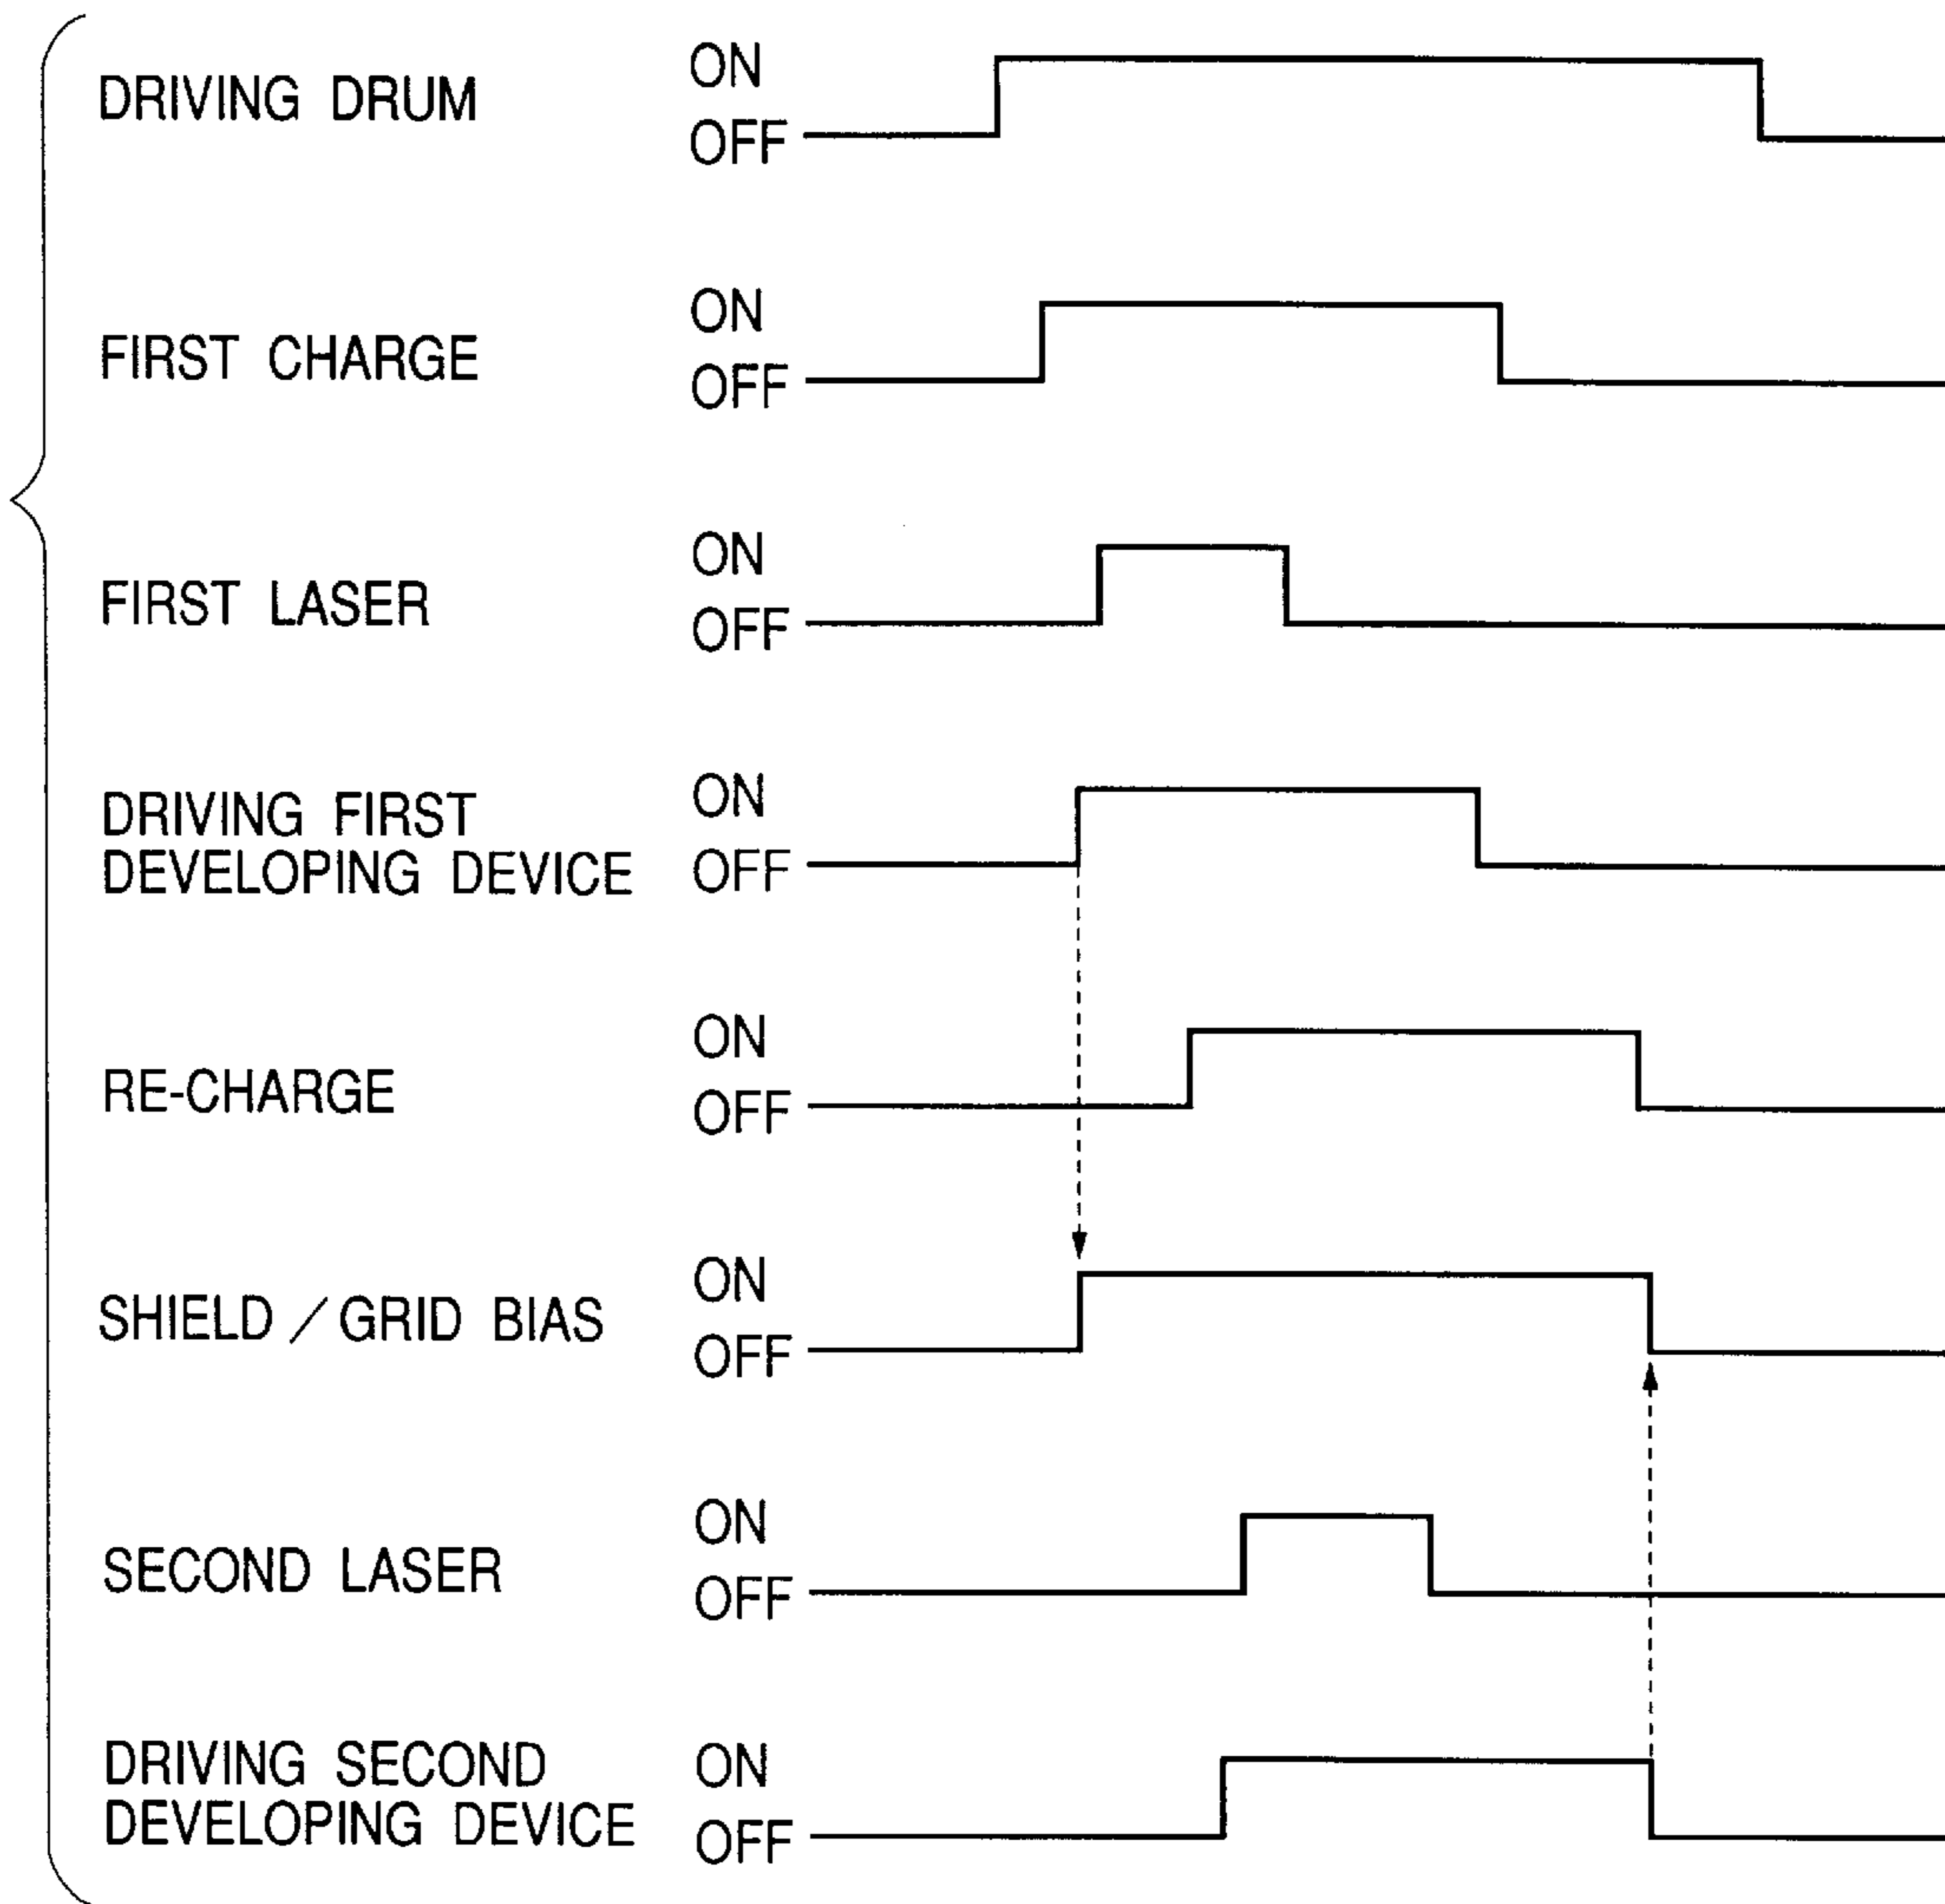 DRIVING DRUM
ON
OFF
FIRST CHARGE
ON
OFF
FIRST LASER
ON
OFF
DRIVING FIRST
DEVELOPING DEVICE
ON
OFF
RE-CHARGE
ON
OFF
SHIELD / GRID BIAS
ON
OFF
SECOND LASER
ON
OFF
DRIVING SECOND
DEVELOPING DEVICE
ON
OFF